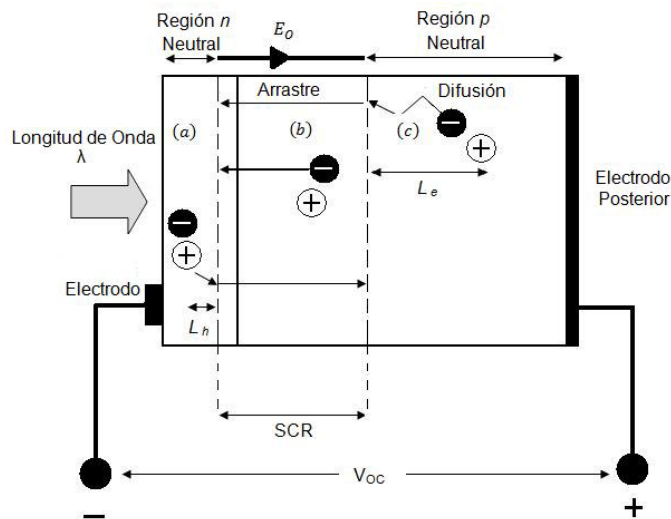 Región n
Neutral
E_O
Región p
Neutral
Arrastre
Difusión
(a)
(b)
(c)
Longitud de Onda
λ
L_e
Electrodo
Posterior
Electrodo
L_h
SCR
V_OC
−
+